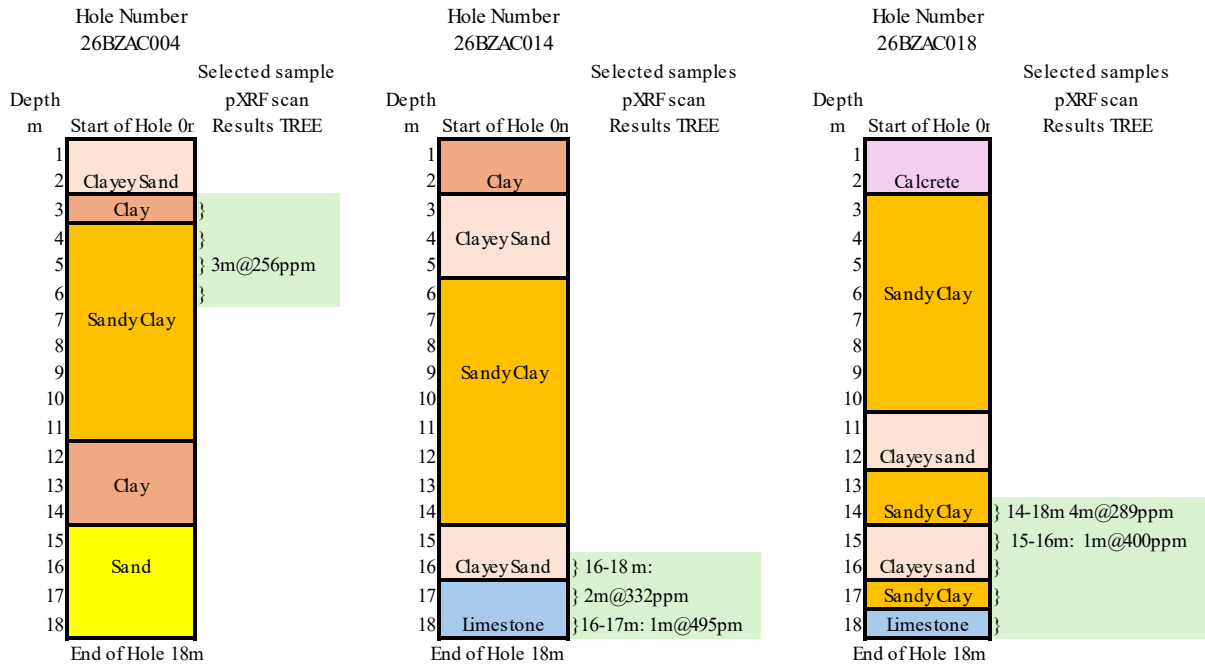 Hole Number
26BZAC004
Selected sample
Depth pXRF scan
m Start of Hole 0m Results TREE
1
2 Clayey Sand
3 Clay }
4 }
5 } 3m@256ppm
6 }
7 Sandy Clay
8
9
10
11
12
13 Clay
14
15
16 Sand
17
18
End of Hole 18m
Hole Number
26BZAC014
Selected samples
Depth pXRF scan
m Start of Hole 0m Results TREE
1
2 Clay
3
4 Clayey Sand
5
6
7
8
9 Sandy Clay
10
11
12
13
14
15
16 Clayey Sand } 16-18 m:
17 } 2m@332ppm
18 Limestone }16-17m: 1m@495pm
End of Hole 18m
Hole Number
26BZAC018
Selected samples
Depth pXRF scan
m Start of Hole 0m Results TREE
1
2 Calcrete
3
4
5
6 Sandy Clay
7
8
9
10
11
12 Clayey sand
13
14 Sandy Clay } 14-18m 4m@289ppm
15 } 15-16m: 1m@400ppm
16 Clayey sand }
17 Sandy Clay }
18 Limestone }
End of Hole 18m